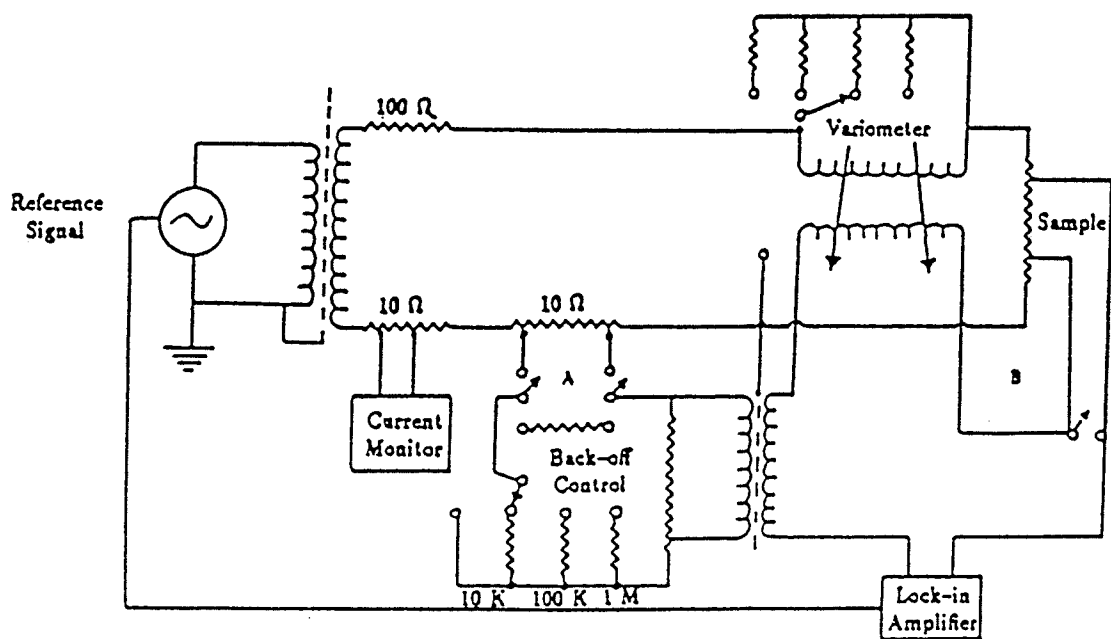 100 Ω
Variometer
Reference
Signal
Sample
10 Ω
10 Ω
A
B
Current
Monitor
Back-off
Control
10 K
100 K
1 M
Lock-in
Amplifier